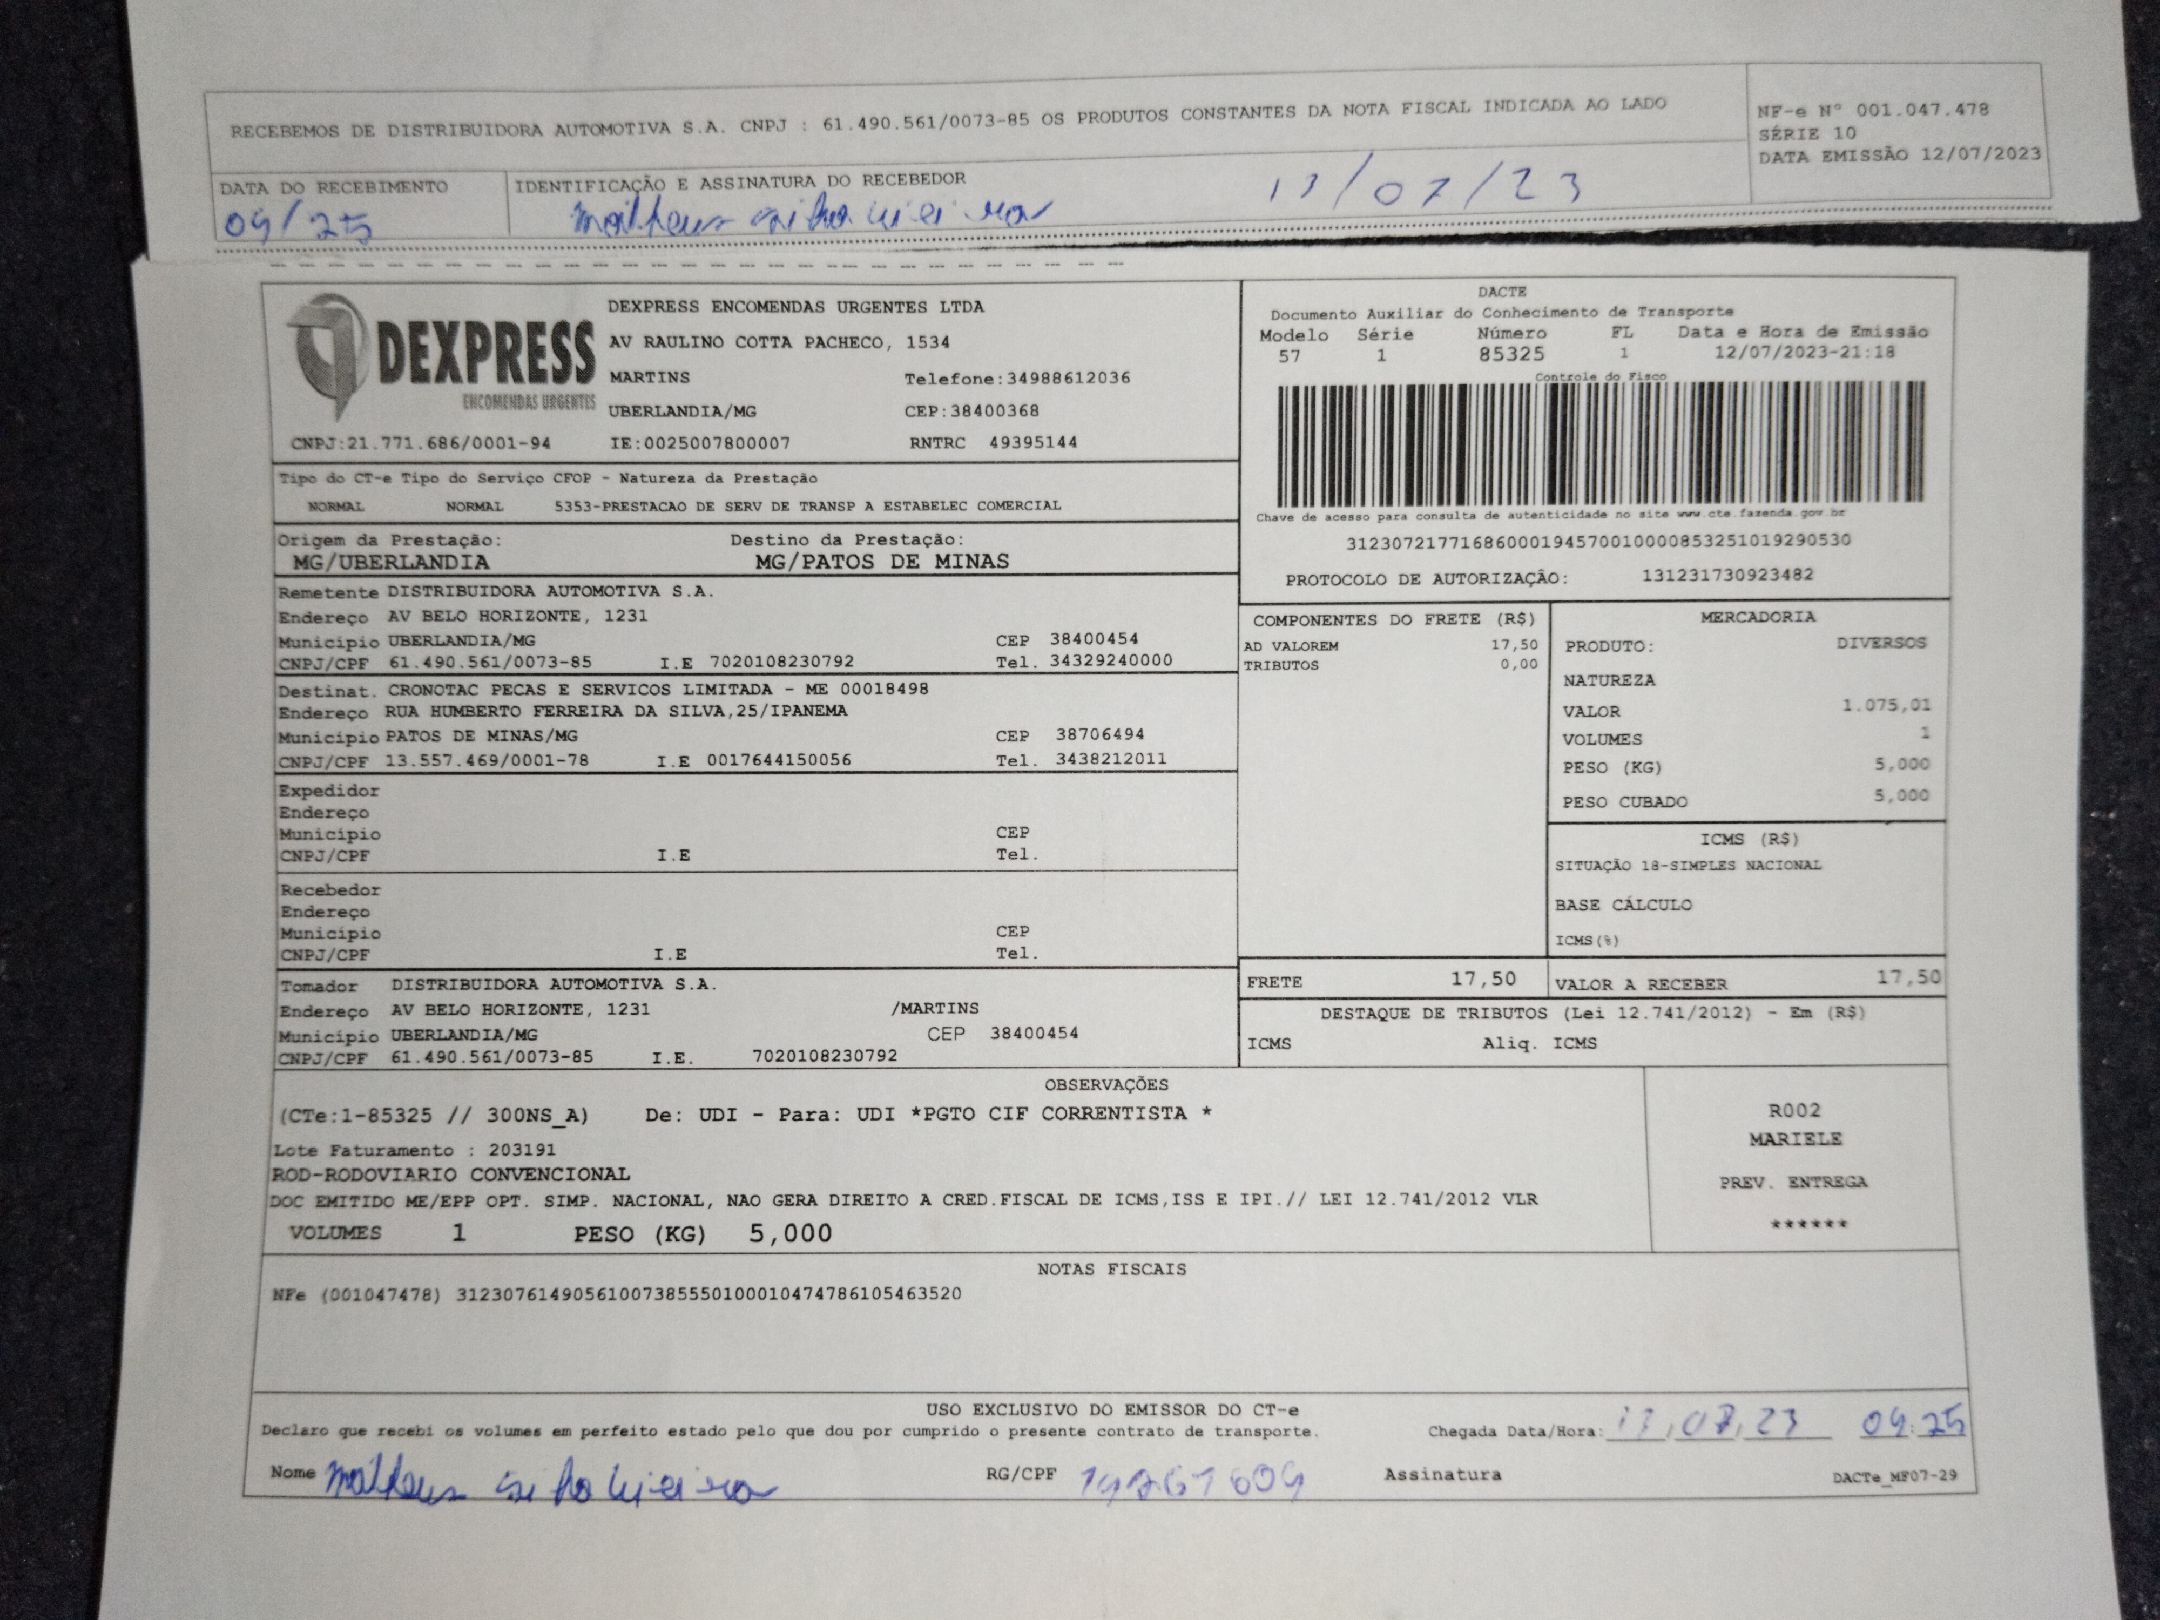 RECEBEMOS DE DISTRIBUIDORA AUTOMOTIVA S.A. CNPJ : 61.490.561/0073-85 OS PRODUTOS CONSTANTES DA NOTA FISCAL INDICADA AO LADO
NF-e Nº 001.047.478
SÉRIE 10
DATA EMISSÃO 12/07/2023
DATA DO RECEBIMENTO
09/25
IDENTIFICAÇÃO E ASSINATURA DO RECEBEDOR
Matheus
13/07/23
DEXPRESS
ENCOMENDAS URGENTES
DEXPRESS ENCOMENDAS URGENTES LTDA
AV RAULINO COTTA PACHECO, 1534
MARTINS Telefone:34988612036
UBERLANDIA/MG CEP:38400368
CNPJ:21.771.686/0001-94 IE:0025007800007 RNTRC 49395144
DACTE
Documento Auxiliar do Conhecimento de Transporte
Modelo Série Número FL Data e Hora de Emissão
57 1 85325 1 12/07/2023-21:18
Controle do Fisco
Chave de acesso para consulta de autenticidade no site www.cte.fazenda.gov.br
31230721771686000194570010000853251019290530
PROTOCOLO DE AUTORIZAÇÃO: 131231730923482
Tipo do CT-e Tipo do Serviço CFOP - Natureza da Prestação
NORMAL NORMAL 5353-PRESTACAO DE SERV DE TRANSP A ESTABELEC COMERCIAL
Origem da Prestação: Destino da Prestação:
MG/UBERLANDIA MG/PATOS DE MINAS
Remetente DISTRIBUIDORA AUTOMOTIVA S.A.
Endereço AV BELO HORIZONTE, 1231
Município UBERLANDIA/MG CEP 38400454
CNPJ/CPF 61.490.561/0073-85 I.E 7020108230792 Tel. 34329240000
Destinat. CRONOTAC PECAS E SERVICOS LIMITADA - ME 00018498
Endereço RUA HUMBERTO FERREIRA DA SILVA,25/IPANEMA
Município PATOS DE MINAS/MG CEP 38706494
CNPJ/CPF 13.557.469/0001-78 I.E 0017644150056 Tel. 3438212011
Expedidor
Endereço
Município CEP
CNPJ/CPF I.E Tel.
Recebedor
Endereço
Município CEP
CNPJ/CPF I.E Tel.
Tomador DISTRIBUIDORA AUTOMOTIVA S.A.
Endereço AV BELO HORIZONTE, 1231 /MARTINS
Município UBERLANDIA/MG CEP 38400454
CNPJ/CPF 61.490.561/0073-85 I.E. 7020108230792
COMPONENTES DO FRETE (R$)
AD VALOREM 17,50
TRIBUTOS 0,00
MERCADORIA
PRODUTO: DIVERSOS
NATUREZA
VALOR 1.075,01
VOLUMES 1
PESO (KG) 5,000
PESO CUBADO 5,000
ICMS (R$)
SITUAÇÃO 18-SIMPLES NACIONAL
BASE CÁLCULO
ICMS(%)
FRETE 17,50 VALOR A RECEBER 17,50
DESTAQUE DE TRIBUTOS (Lei 12.741/2012) - Em (R$)
ICMS Aliq. ICMS
OBSERVAÇÕES
(CTe:1-85325 // 300NS_A) De: UDI - Para: UDI *PGTO CIF CORRENTISTA *
Lote Faturamento : 203191
ROD-RODOVIARIO CONVENCIONAL
DOC EMITIDO ME/EPP OPT. SIMP. NACIONAL, NAO GERA DIREITO A CRED.FISCAL DE ICMS,ISS E IPI.// LEI 12.741/2012 VLR
VOLUMES 1 PESO (KG) 5,000
R002
MARIELE
PREV. ENTREGA
******
NOTAS FISCAIS
NFe (001047478) 31230761490561007385550100010474786105463520
USO EXCLUSIVO DO EMISSOR DO CT-e
Declaro que recebi os volumes em perfeito estado pelo que dou por cumprido o presente contrato de transporte. Chegada Data/Hora: 13,07,23 09:25
Nome Matheus RG/CPF Assinatura DACTe_MF07-29